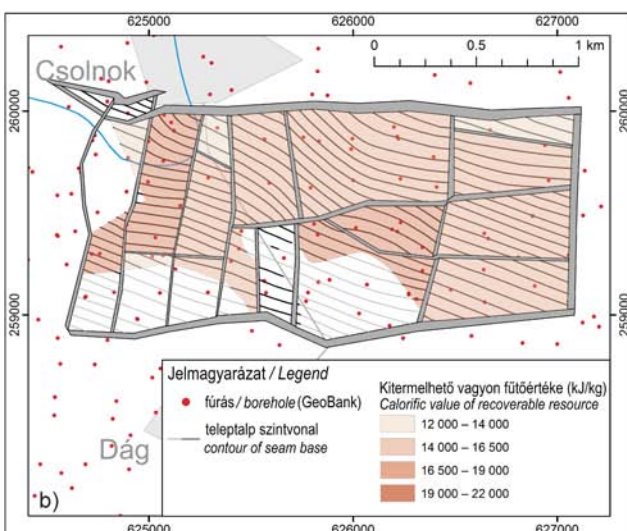 625000 626000 627000
Csolnok
0 0.5 1 km
260000 260000
259000 259000
Jelmagyarázat / Legend
fúrás / borehole (GeoBank)
teleptalp szintvonal
contour of seam base
Kitermelhető vagyon fűtőértéke (kJ/kg)
Calorific value of recoverable resource
12 000 – 14 000
14 000 – 16 500
16 500 – 19 000
19 000 – 22 000
Dág
b)
625000 626000 627000